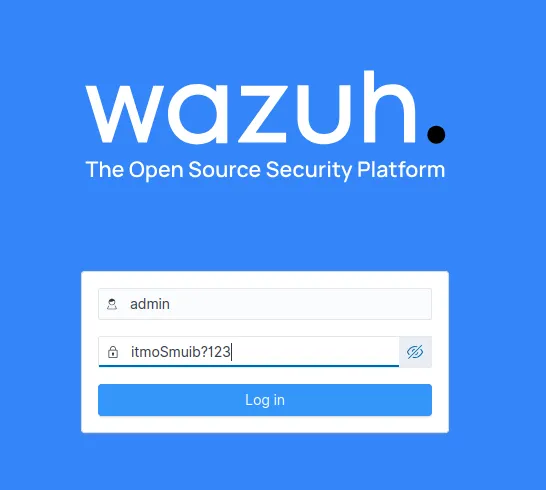 wazuh.
The Open Source Security Platform
admin
itmoSmuib?123
Log in